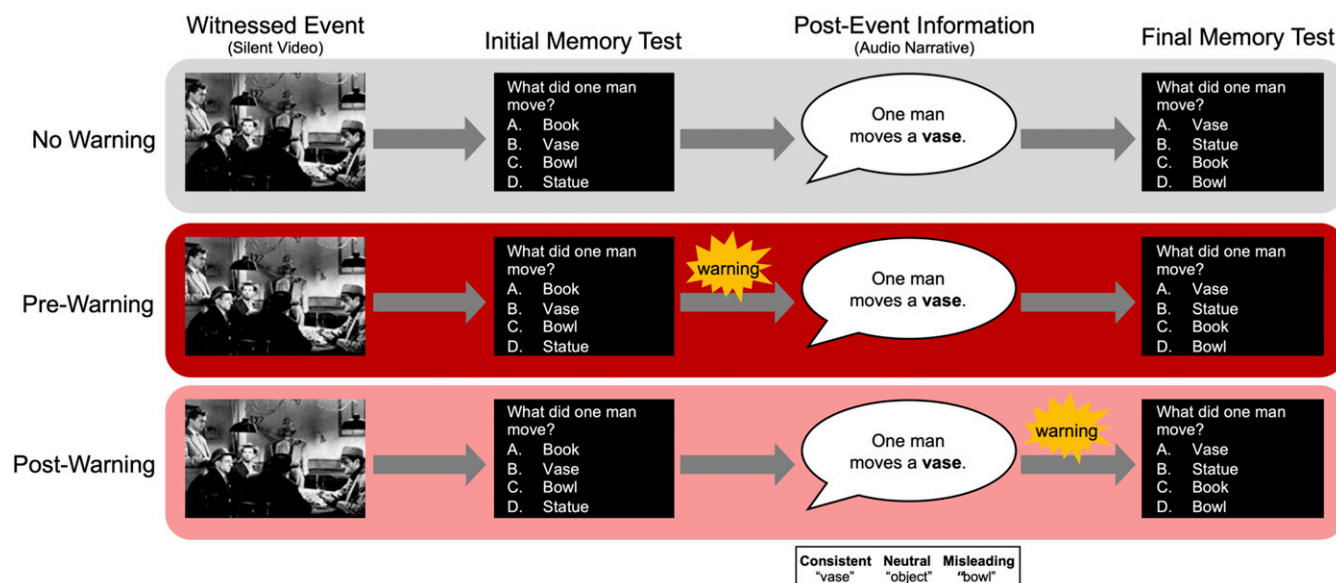 Witnessed Event
(Silent Video)
Initial Memory Test
Post-Event Information
(Audio Narrative)
Final Memory Test
No Warning
What did one man
move?
A. Book
B. Vase
C. Bowl
D. Statue
One man
moves a vase.
What did one man
move?
A. Vase
B. Statue
C. Book
D. Bowl
Pre-Warning
What did one man
move?
A. Book
B. Vase
C. Bowl
D. Statue
warning
One man
moves a vase.
What did one man
move?
A. Vase
B. Statue
C. Book
D. Bowl
Post-Warning
What did one man
move?
A. Book
B. Vase
C. Bowl
D. Statue
One man
moves a vase.
warning
What did one man
move?
A. Vase
B. Statue
C. Book
D. Bowl
Consistent Neutral Misleading
"vase" "object" "bowl"